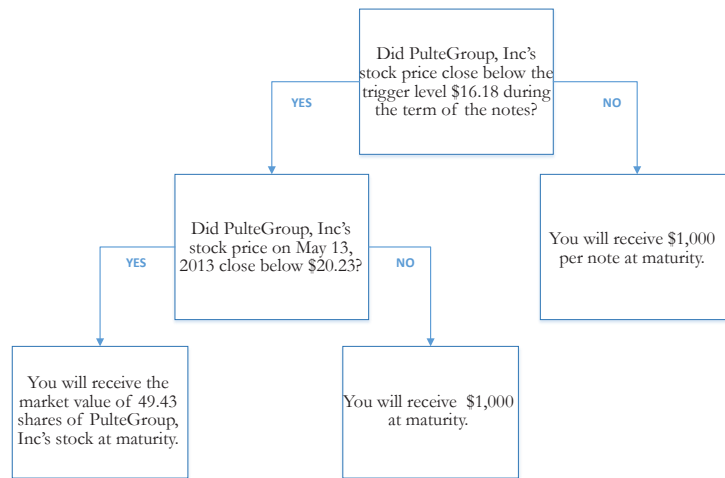 Did PulteGroup, Inc's
stock price close below the
trigger level $16.18 during
the term of the notes?
YES
NO
Did PulteGroup, Inc's
stock price on May 13,
2013 close below $20.23?
You will receive $1,000
per note at maturity.
YES
NO
You will receive the
market value of 49.43
shares of PulteGroup,
Inc's stock at maturity.
You will receive $1,000
at maturity.